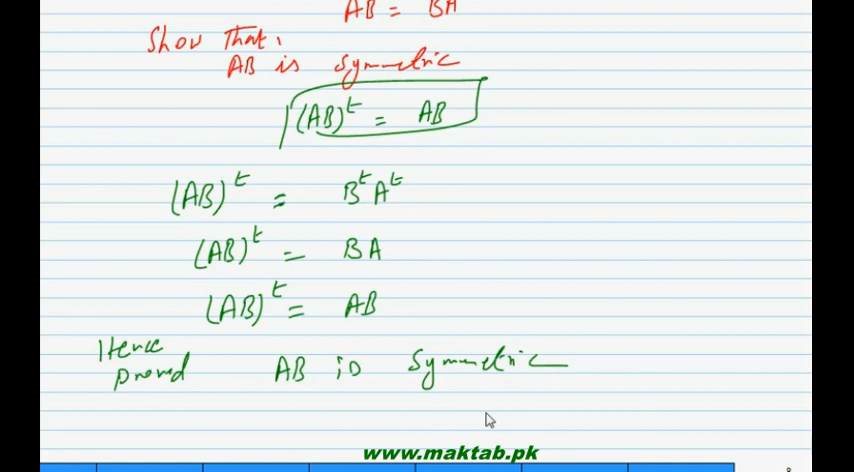 AB = BA
Show That:
AB is Symmetric
(AB)ᵗ = AB
(AB)ᵗ = BᵗAᵗ
(AB)ᵗ = BA
(AB)ᵗ = AB
Hence
proved AB is Symmetric
www.maktab.pk